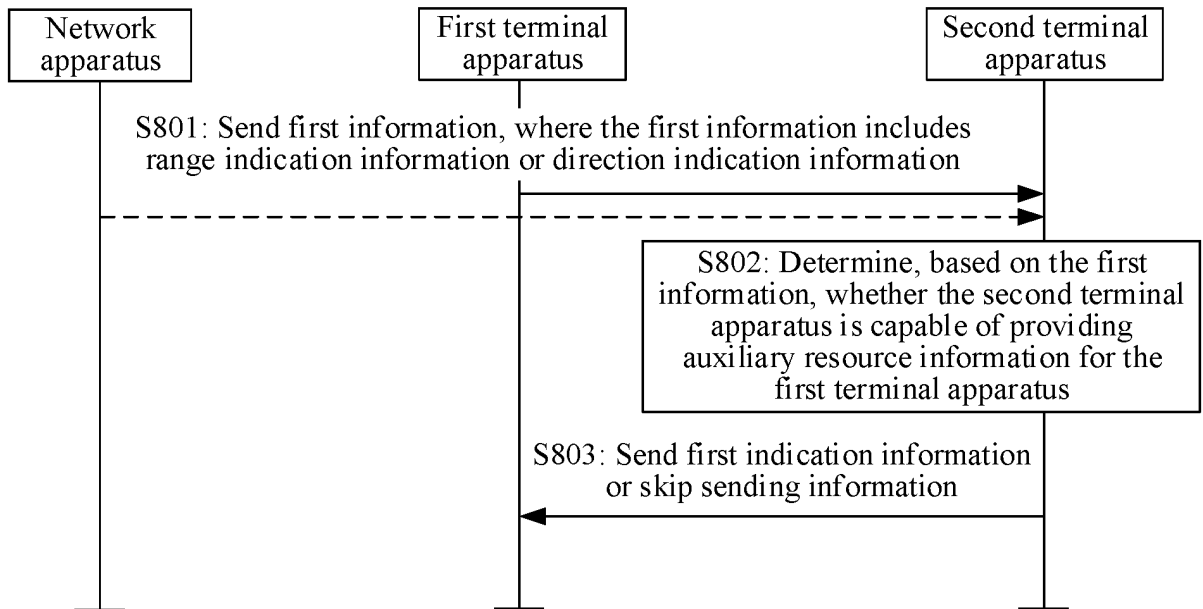 Network
apparatus
First terminal
apparatus
Second terminal
apparatus
S801: Send first information, where the first information includes
range indication information or direction indication information
S802: Determine, based on the first
information, whether the second terminal
apparatus is capable of providing
auxiliary resource information for the
first terminal apparatus
S803: Send first indication information
or skip sending information